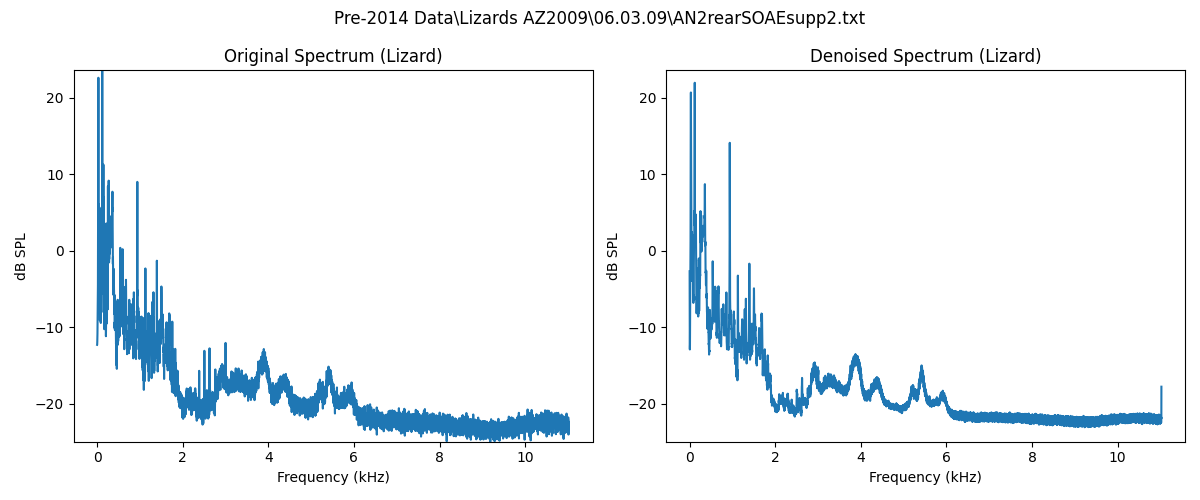 Pre-2014 Data\Lizards AZ2009\06.03.09\AN2rearSOAEsupp2.txt
Original Spectrum (Lizard)
20
10
0
−10
−20
dB SPL
0 2 4 6 8 10
Frequency (kHz)
Denoised Spectrum (Lizard)
20
10
0
−10
−20
dB SPL
0 2 4 6 8 10
Frequency (kHz)